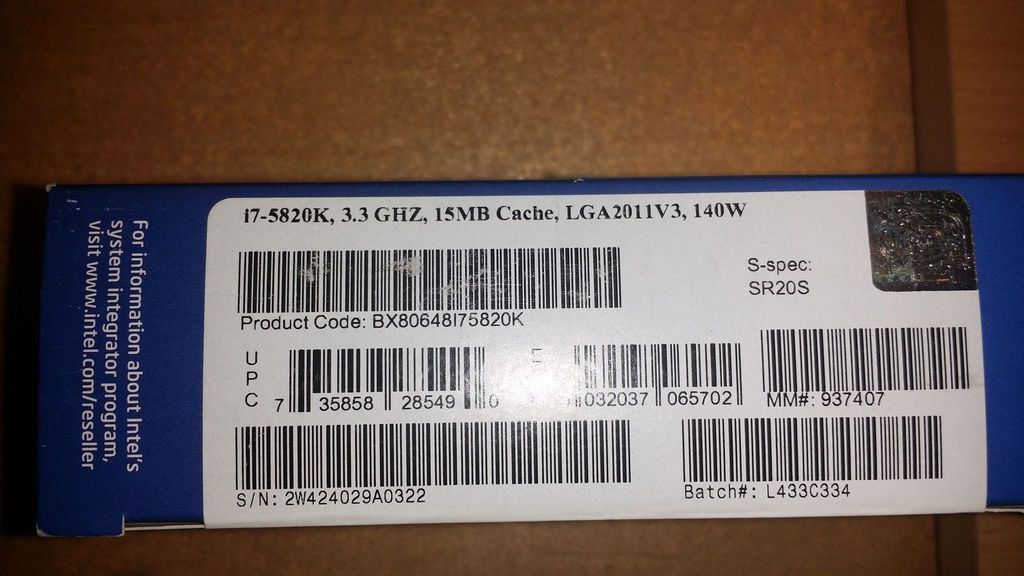 i7-5820K, 3.3 GHZ, 15MB Cache, LGA2011V3, 140W
S-spec:
SR20S
Product Code: BX80648I75820K
UPC
7 35858 28549 0
E
032037 065702
MM#: 937407
S/N: 2W424029A0322
Batch#: L433C334
For information about Intel's
system integrator program,
visit www.intel.com/reseller